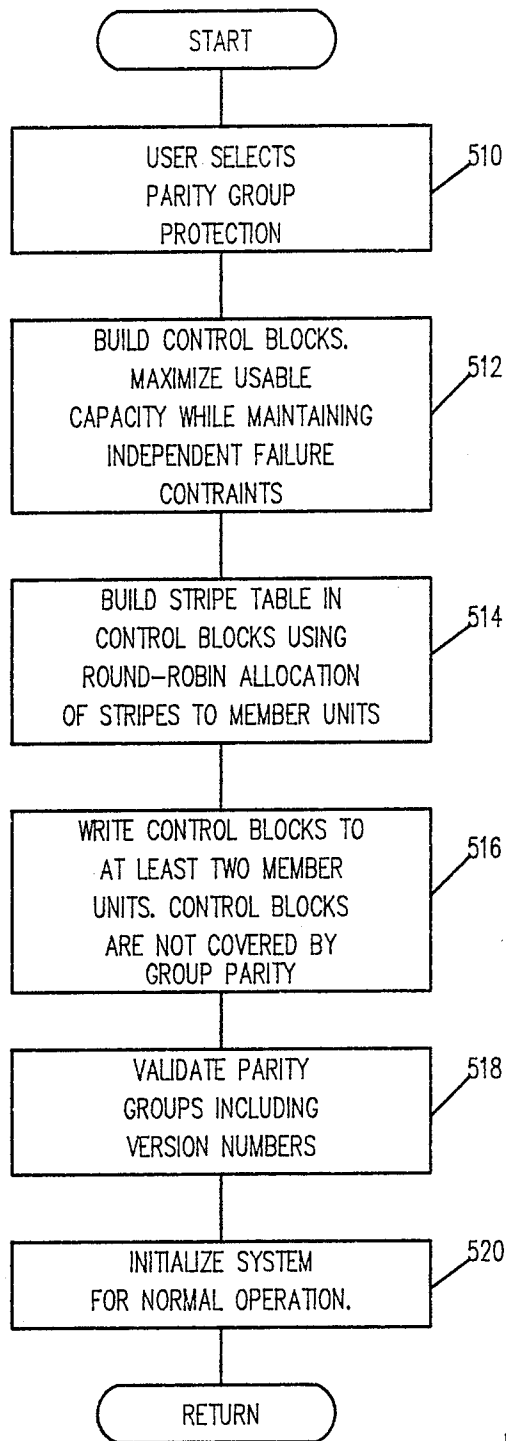 START
USER SELECTS
PARITY GROUP
PROTECTION
510
BUILD CONTROL BLOCKS.
MAXIMIZE USABLE
CAPACITY WHILE MAINTAINING
INDEPENDENT FAILURE
CONTRAINTS
512
BUILD STRIPE TABLE IN
CONTROL BLOCKS USING
ROUND-ROBIN ALLOCATION
OF STRIPES TO MEMBER UNITS
514
WRITE CONTROL BLOCKS TO
AT LEAST TWO MEMBER
UNITS. CONTROL BLOCKS
ARE NOT COVERED BY
GROUP PARITY
516
VALIDATE PARITY
GROUPS INCLUDING
VERSION NUMBERS
518
INITIALIZE SYSTEM
FOR NORMAL OPERATION.
520
RETURN